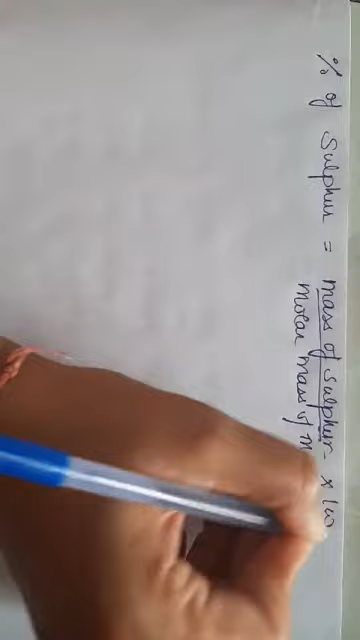 % of Sulphur = mass of Sulphur × 100
molar mass of m